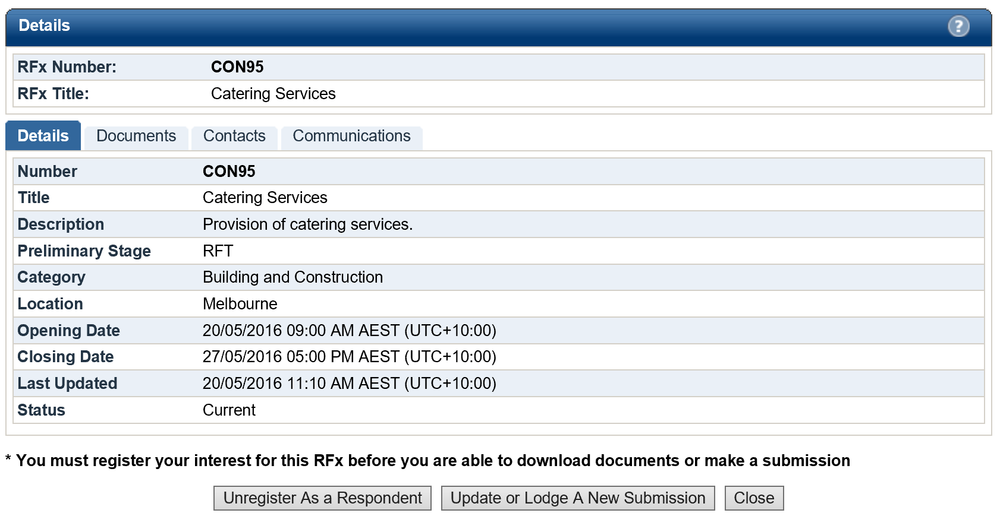 Details
?
RFx Number: CON95
RFx Title: Catering Services
Details Documents Contacts Communications
Number CON95
Title Catering Services
Description Provision of catering services.
Preliminary Stage RFT
Category Building and Construction
Location Melbourne
Opening Date 20/05/2016 09:00 AM AEST (UTC+10:00)
Closing Date 27/05/2016 05:00 PM AEST (UTC+10:00)
Last Updated 20/05/2016 11:10 AM AEST (UTC+10:00)
Status Current
* You must register your interest for this RFx before you are able to download documents or make a submission
Unregister As a Respondent Update or Lodge A New Submission Close